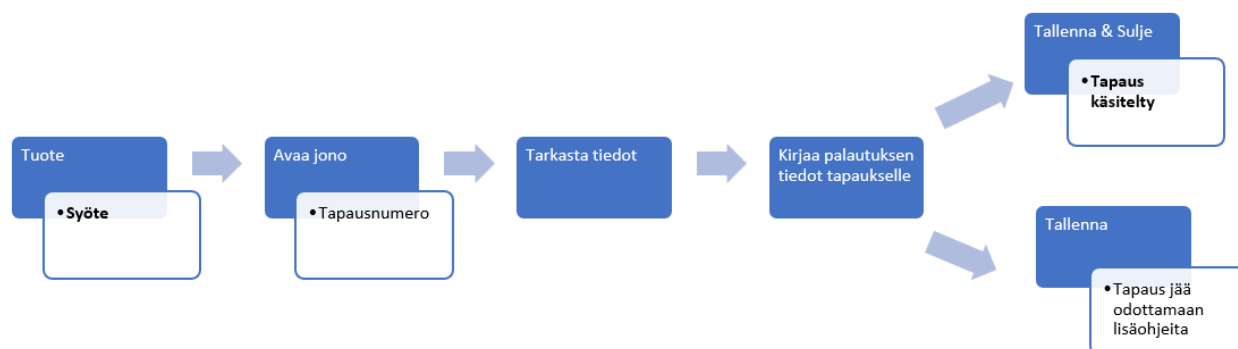 Tuote
• Syöte
Avaa jono
• Tapausnumero
Tarkasta tiedot
Kirjaa palautuksen
tiedot tapaukselle
Tallenna & Sulje
• Tapaus
käsitelty
Tallenna
• Tapaus jää
odottamaan
lisäohjeita